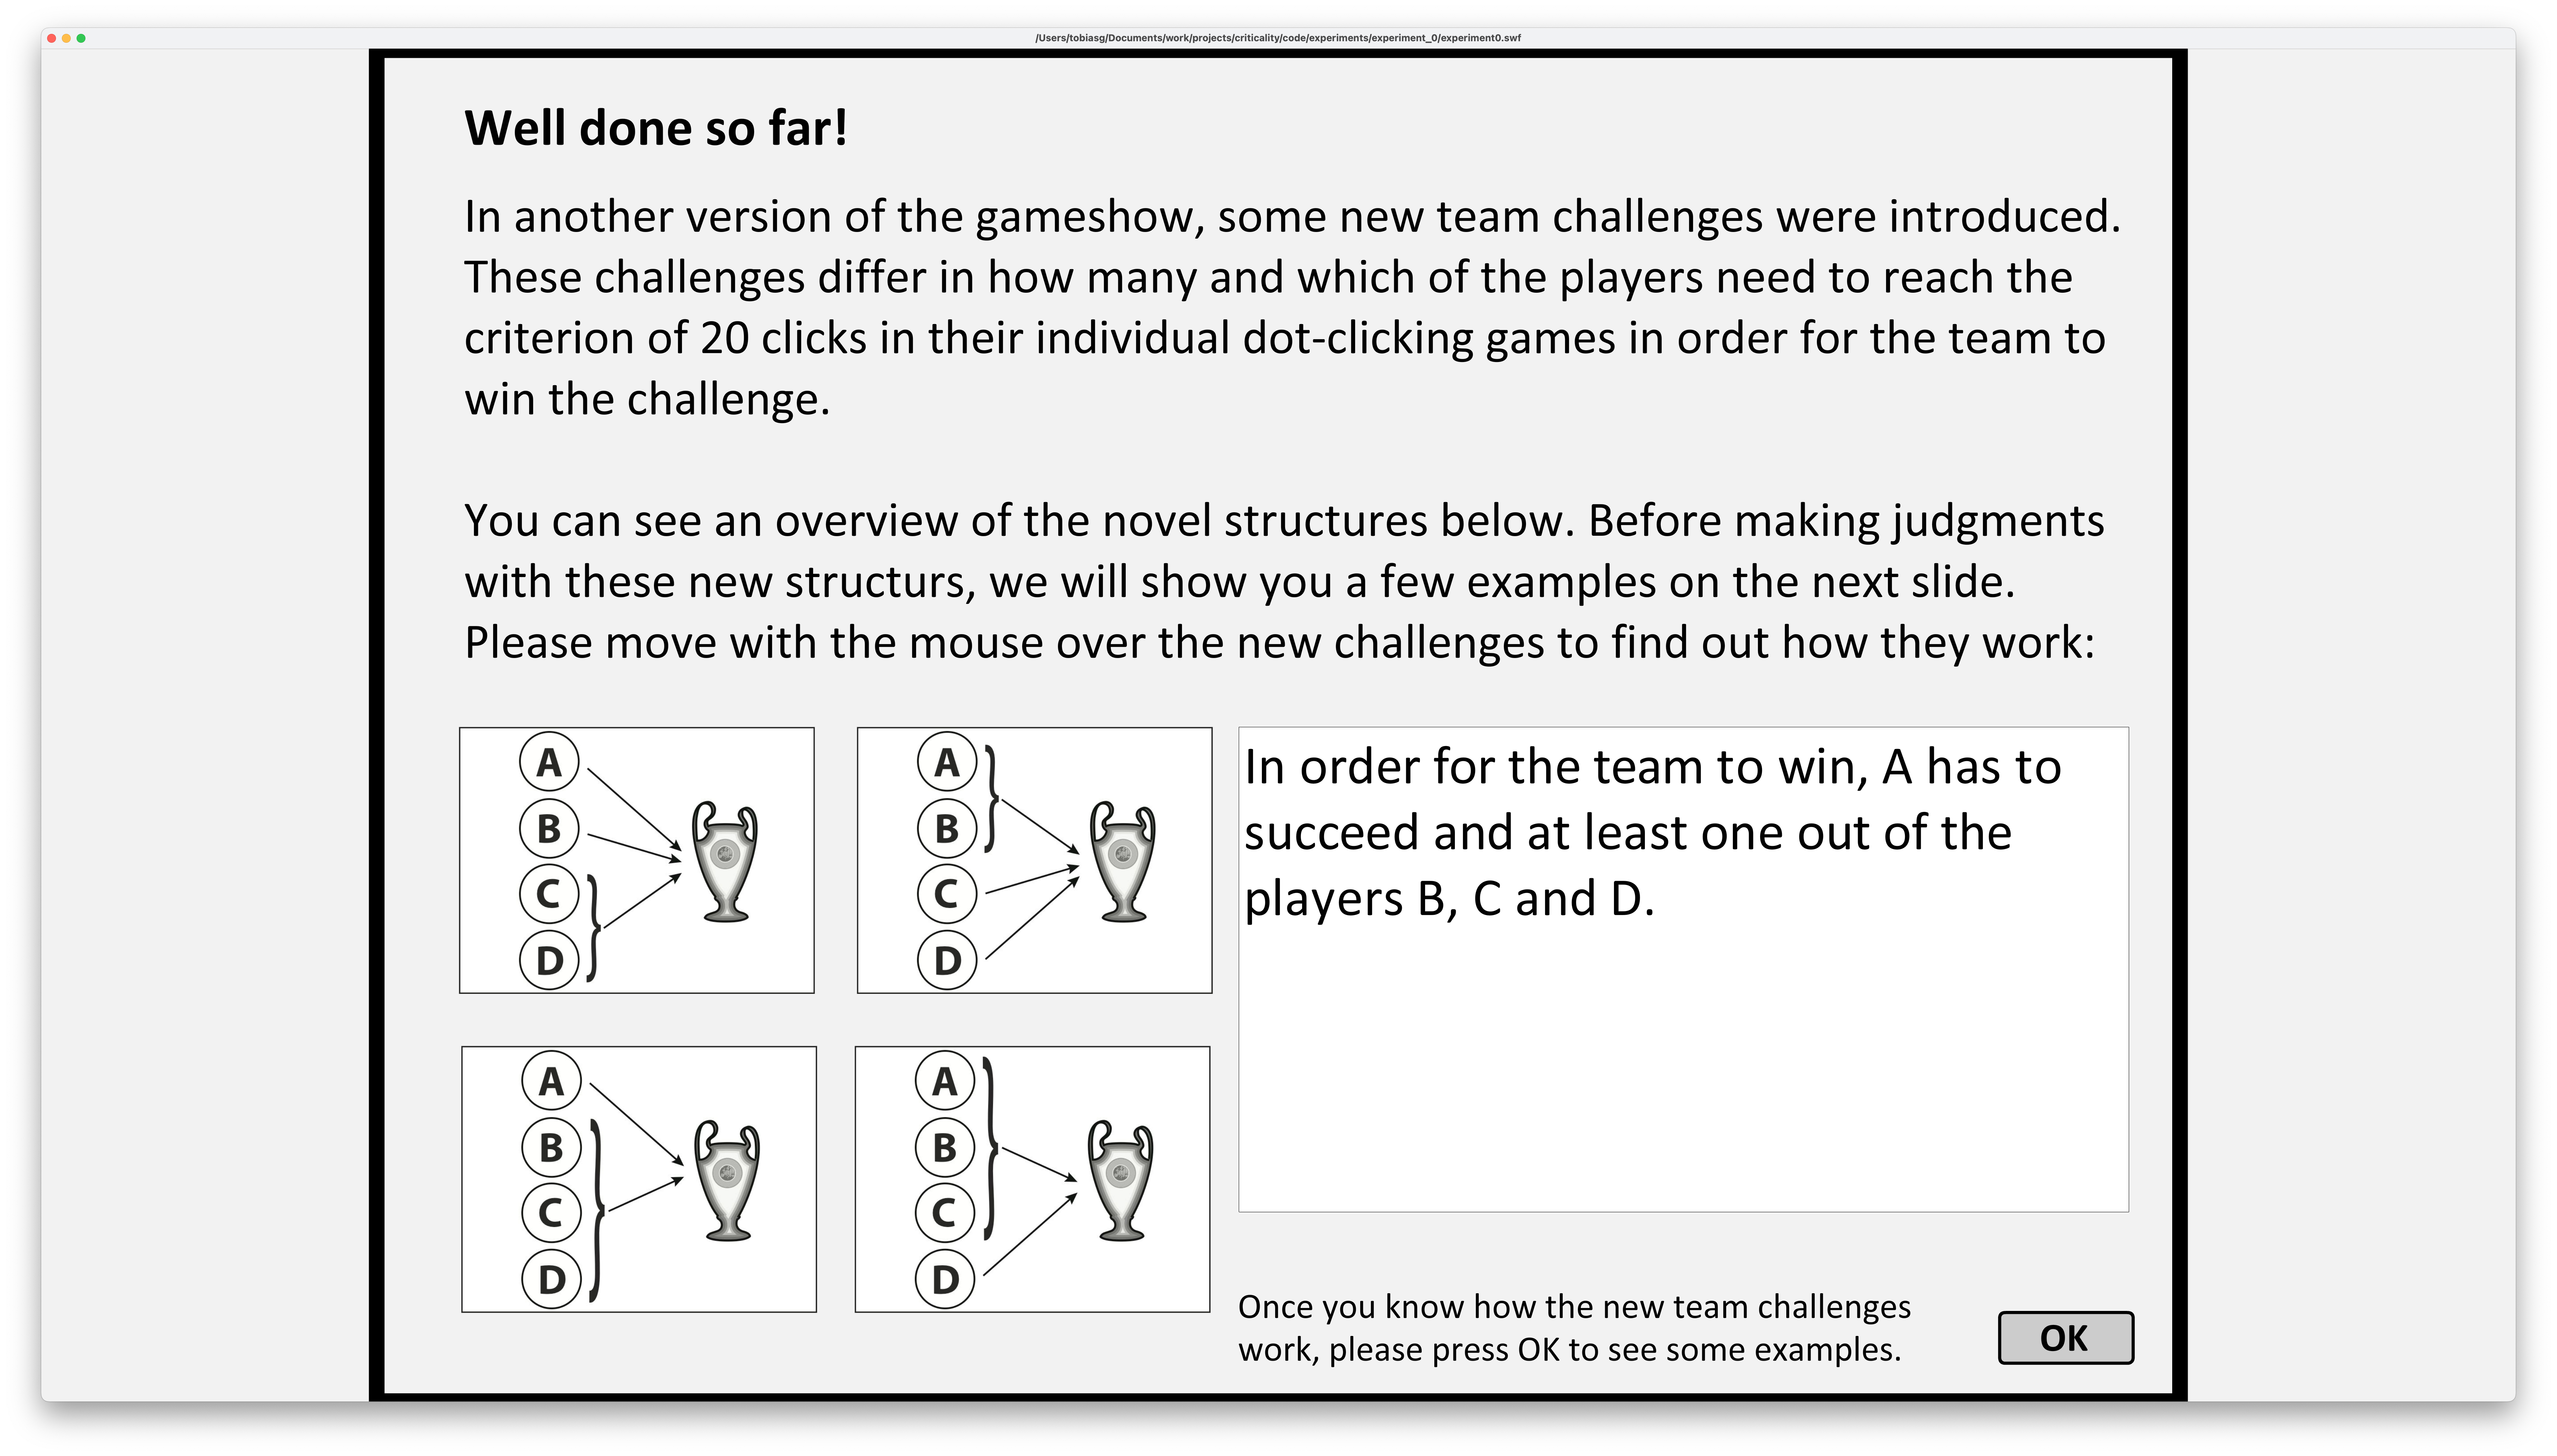 /Users/tobiasg/Documents/work/projects/criticality/code/experiments/experiment_0/experiment0.swf
Well done so far!
In another version of the gameshow, some new team challenges were introduced.
These challenges differ in how many and which of the players need to reach the
criterion of 20 clicks in their individual dot-clicking games in order for the team to
win the challenge.
You can see an overview of the novel structures below. Before making judgments
with these new structurs, we will show you a few examples on the next slide.
Please move with the mouse over the new challenges to find out how they work:
A
B
C
D
A
B
C
D
In order for the team to win, A has to
succeed and at least one out of the
players B, C and D.
A
B
C
D
A
B
C
D
Once you know how the new team challenges
work, please press OK to see some examples.
OK